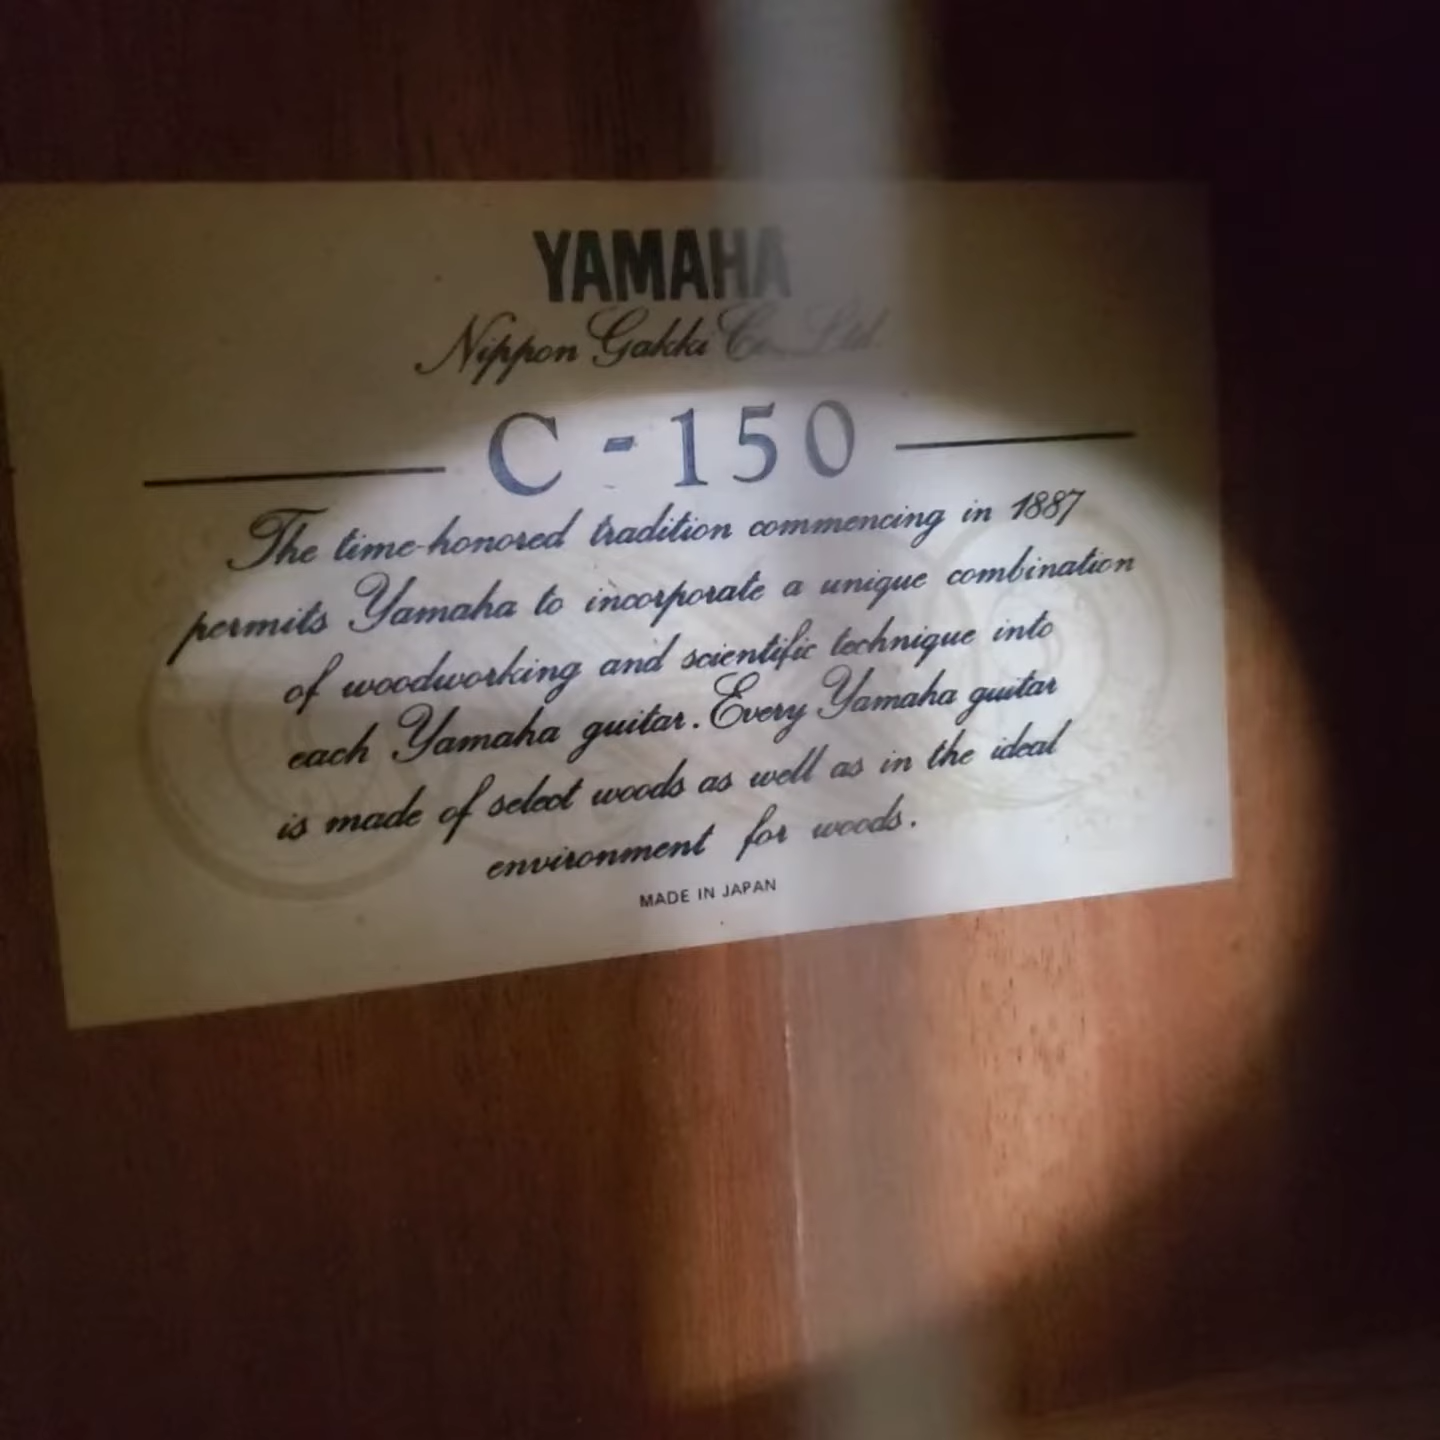 YAMAHA
Nippon Gakki Co., Ltd.
C-150
The time-honored tradition commencing in 1887
permits Yamaha to incorporate a unique combination
of woodworking and scientific technique into
each Yamaha guitar. Every Yamaha guitar
is made of select woods as well as in the ideal
environment for woods.
MADE IN JAPAN